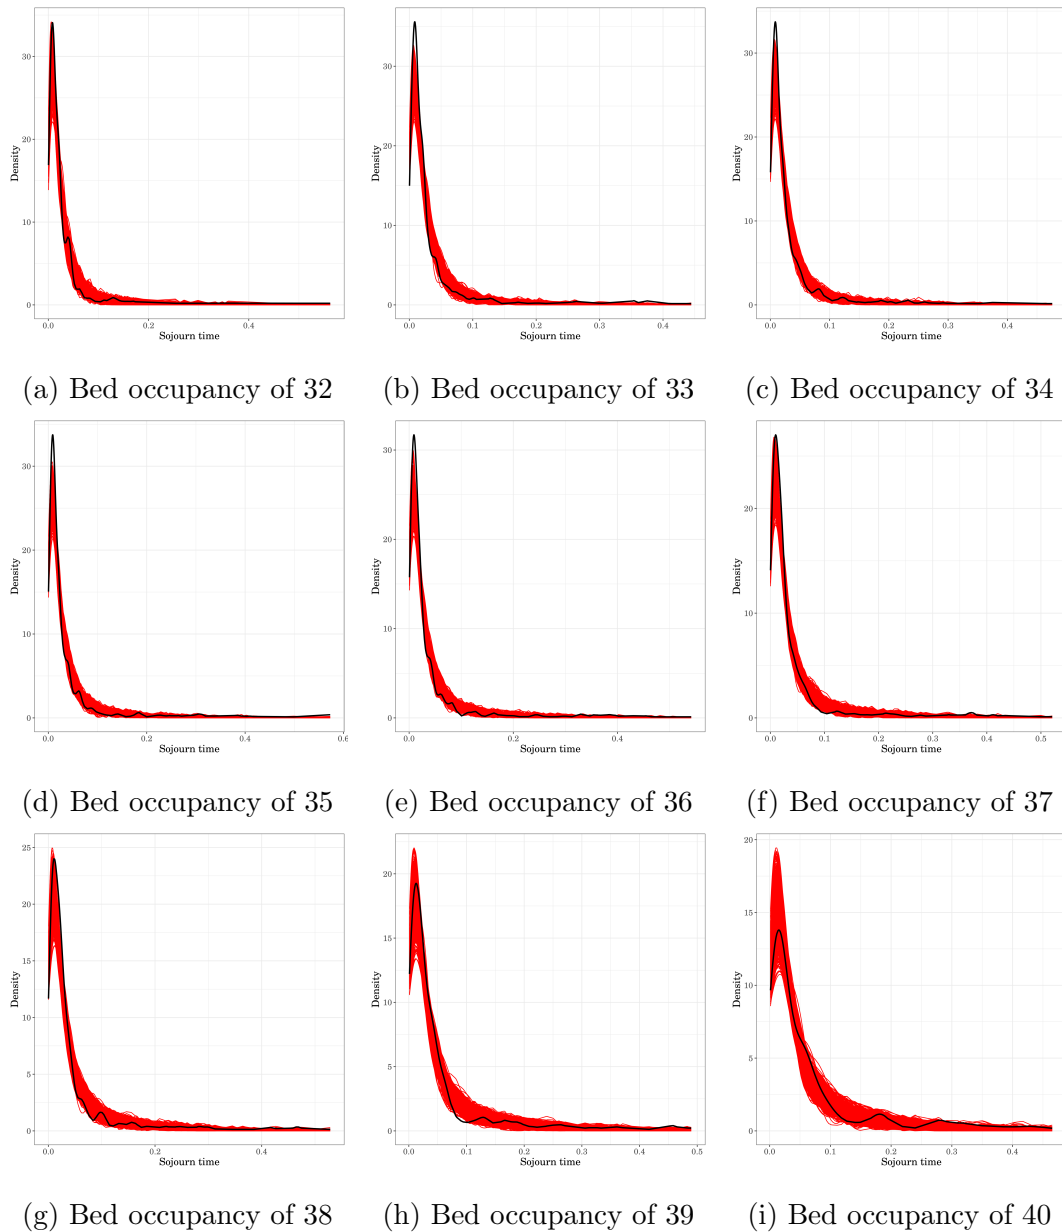 30
20
10
0
Density
0.0 0.2 0.4
Sojourn time
(a) Bed occupancy of 32
30
20
10
0
Density
0.0 0.1 0.2 0.3 0.4
Sojourn time
(b) Bed occupancy of 33
30
20
10
0
Density
0.0 0.1 0.2 0.3 0.4
Sojourn time
(c) Bed occupancy of 34
30
20
10
0
Density
0.0 0.2 0.4 0.6
Sojourn time
(d) Bed occupancy of 35
30
20
10
0
Density
0.0 0.2 0.4
Sojourn time
(e) Bed occupancy of 36
20
10
0
Density
0.0 0.1 0.2 0.3 0.4 0.5
Sojourn time
(f) Bed occupancy of 37
25
20
15
10
5
0
Density
0.0 0.2 0.4
Sojourn time
(g) Bed occupancy of 38
20
15
10
5
0
Density
0.0 0.1 0.2 0.3 0.4 0.5
Sojourn time
(h) Bed occupancy of 39
20
15
10
5
0
Density
0.0 0.1 0.2 0.3 0.4
Sojourn time
(i) Bed occupancy of 40